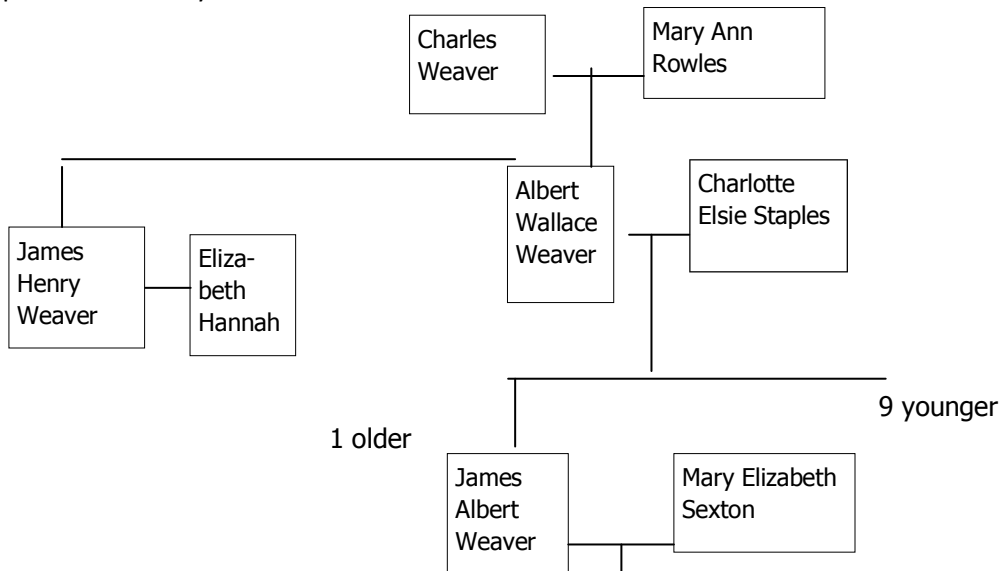 Charles
Weaver
Mary Ann
Rowles
Albert
Wallace
Weaver
Charlotte
Elsie Staples
James
Henry
Weaver
Eliza-
beth
Hannah
9 younger
1 older
James
Albert
Weaver
Mary Elizabeth
Sexton